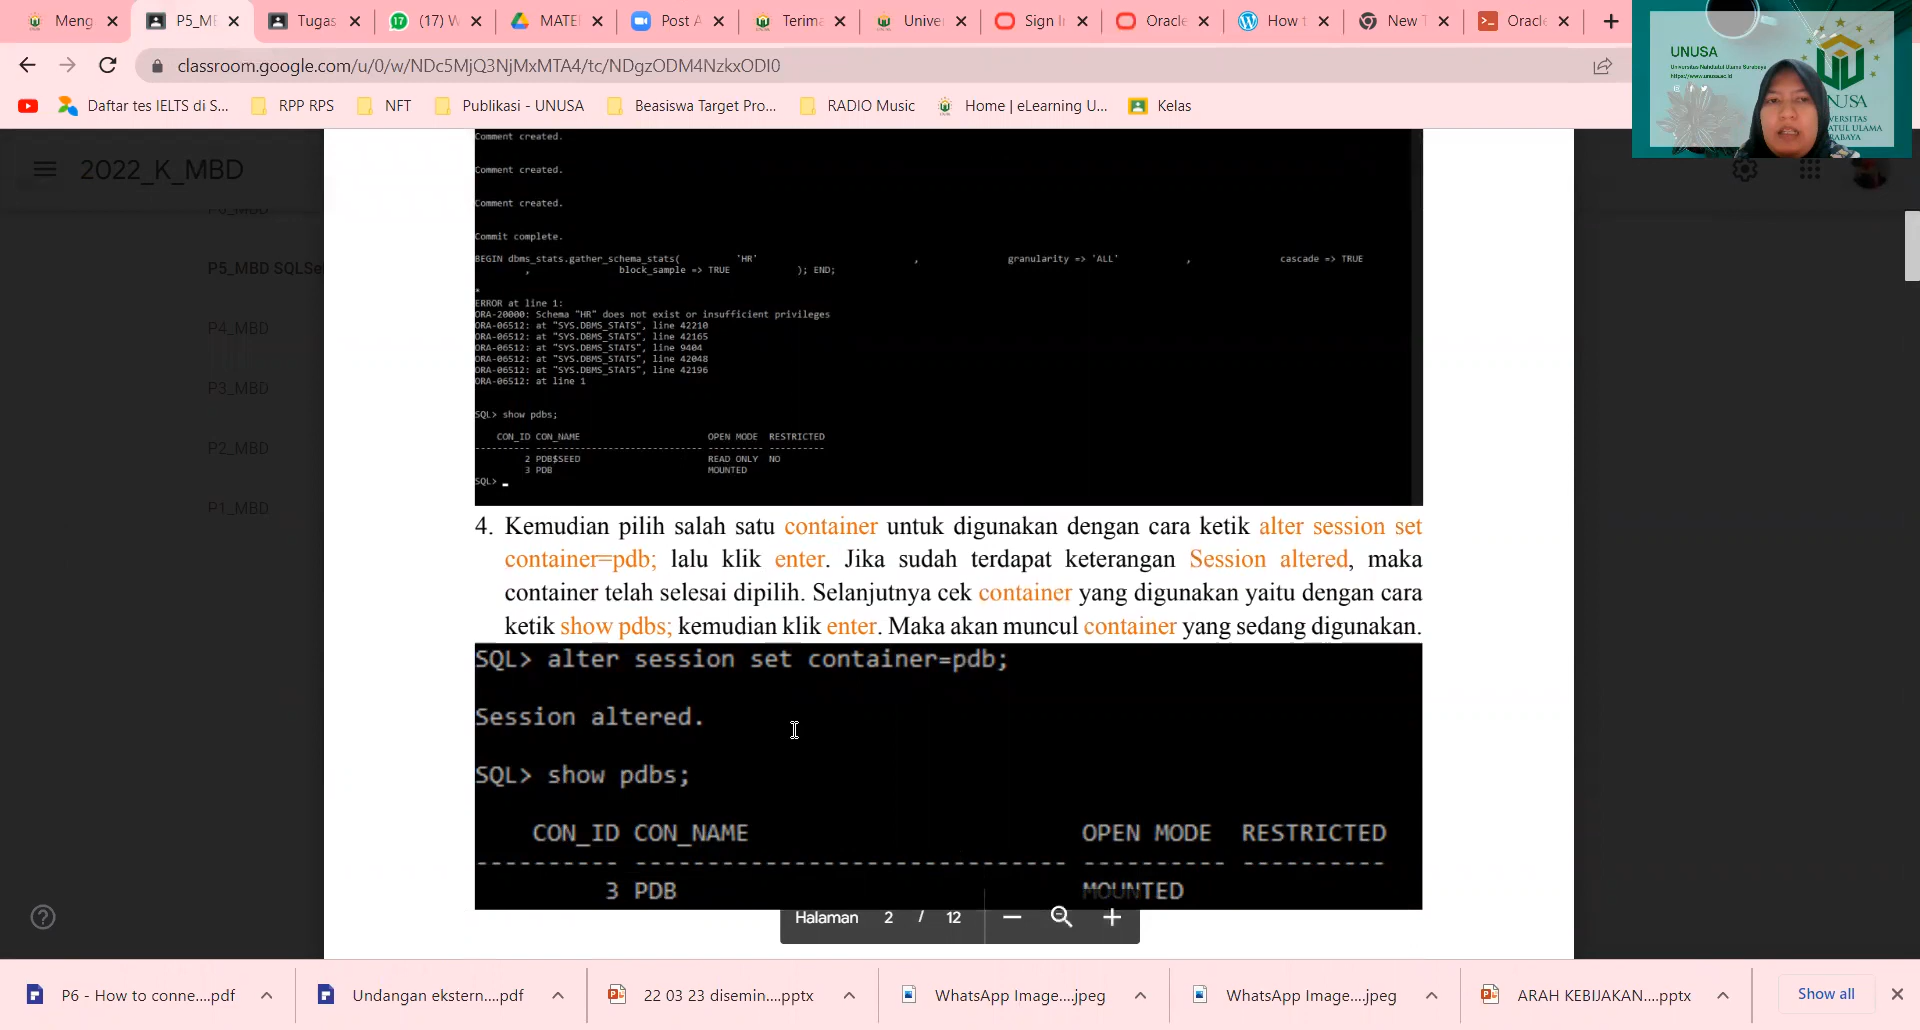 Meng
P5_ME
Tugas
(17) W
MATE
Post A
Terima
Univer
Sign In
Oracle
How t
New T
Oracle
classroom.google.com/u/0/w/NDc5MjQ3NjMxMTA4/tc/NDgzODM4NzkxODI0
Daftar tes IELTS di S...
RPP RPS
NFT
Publikasi - UNUSA
Beasiswa Target Pro...
RADIO Music
Home | eLearning U...
Kelas
UNUSA
Universitas Nahdlatul Ulama Surabaya
https://www.unusa.ac.id
2022_K_MBD
P5_MBD SQLSe
P4_MBD
P3_MBD
P2_MBD
P1_MBD
Comment created.
Comment created.
Comment created.
Commit complete.
BEGIN dbms_stats.gather_schema_stats( 'HR' , granularity => 'ALL' , cascade => TRUE
, block_sample => TRUE ); END;
*
ERROR at line 1:
ORA-20000: Schema "HR" does not exist or insufficient privileges
ORA-06512: at "SYS.DBMS_STATS", line 42210
ORA-06512: at "SYS.DBMS_STATS", line 42165
ORA-06512: at "SYS.DBMS_STATS", line 9404
ORA-06512: at "SYS.DBMS_STATS", line 42048
ORA-06512: at "SYS.DBMS_STATS", line 42196
ORA-06512: at line 1
SQL> show pdbs;
CON_ID CON_NAME OPEN MODE RESTRICTED
---------- ------------------------------ ---------- ----------
2 PDB$SEED READ ONLY NO
3 PDB MOUNTED
SQL> _
4. Kemudian pilih salah satu container untuk digunakan dengan cara ketik alter session set
container=pdb; lalu klik enter. Jika sudah terdapat keterangan Session altered, maka
container telah selesai dipilih. Selanjutnya cek container yang digunakan yaitu dengan cara
ketik show pdbs; kemudian klik enter. Maka akan muncul container yang sedang digunakan.
SQL> alter session set container=pdb;
Session altered.
SQL> show pdbs;
CON_ID CON_NAME OPEN MODE RESTRICTED
---------- ------------------------------ ---------- ----------
3 PDB MOUNTED
Halaman 2 / 12
P6 - How to conne....pdf
Undangan ekstern....pdf
22 03 23 disemin....pptx
WhatsApp Image....jpeg
WhatsApp Image....jpeg
ARAH KEBIJAKAN....pptx
Show all